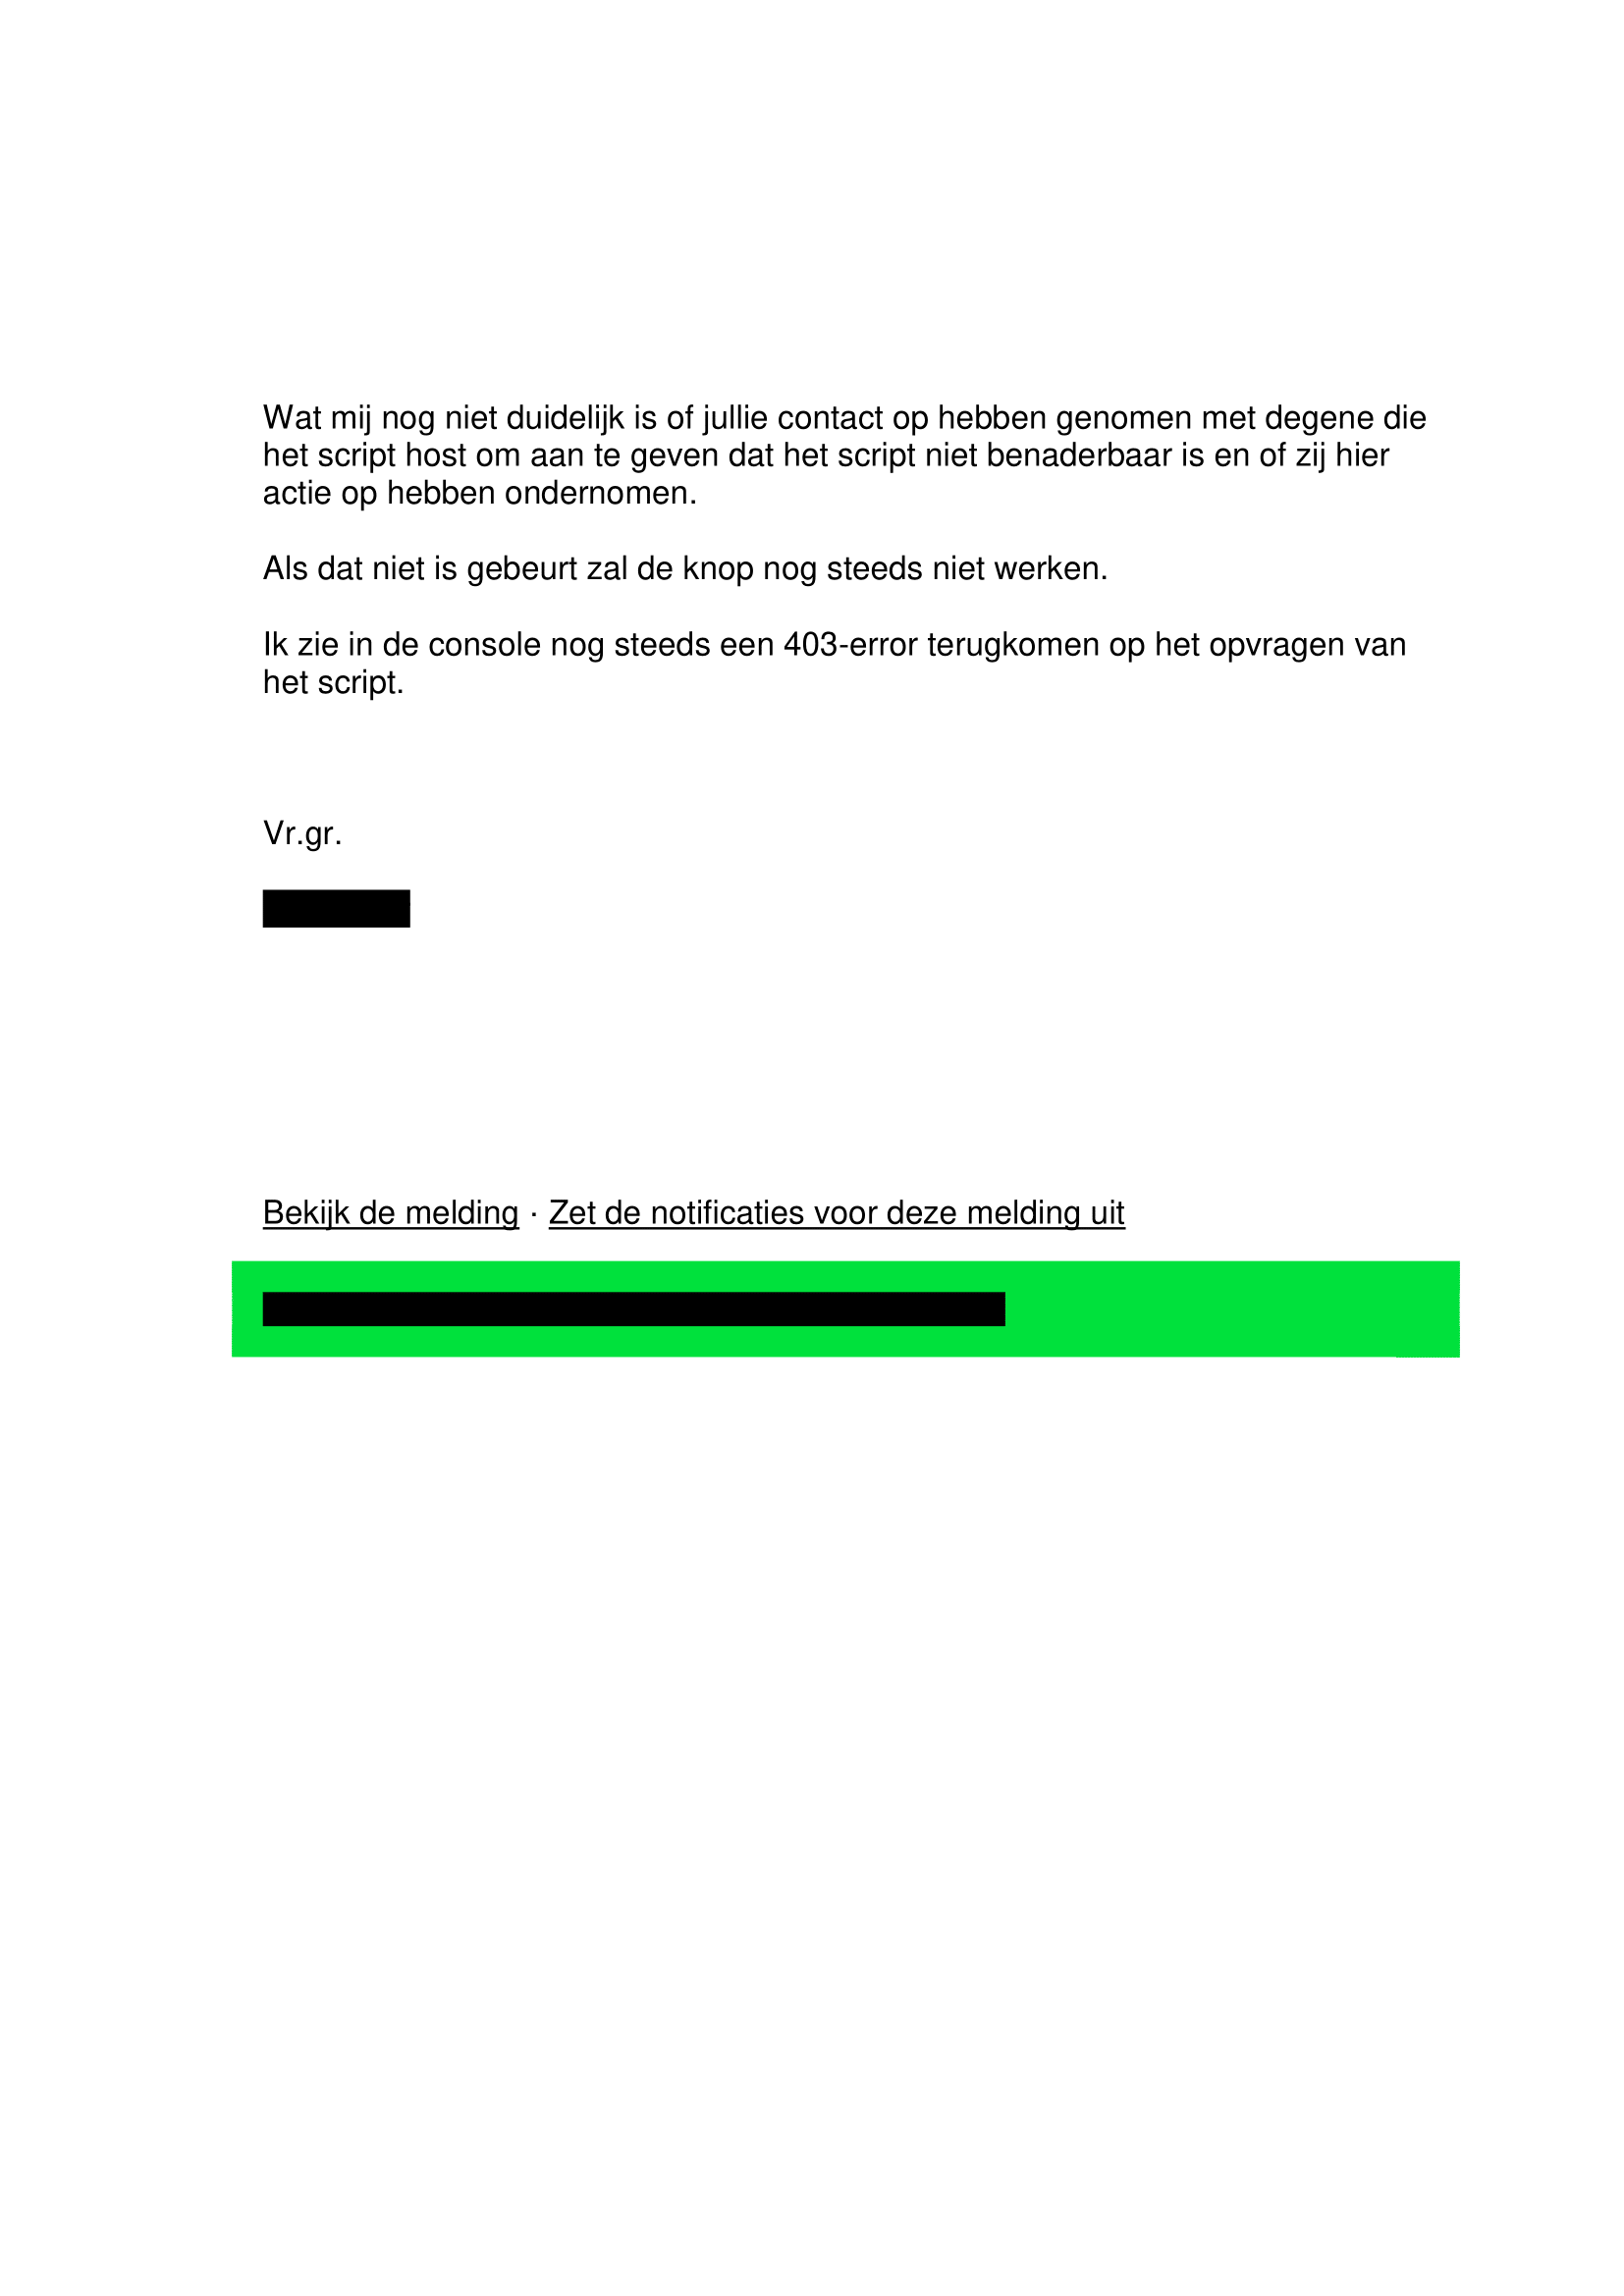 Wat mij nog niet duidelijk is of jullie contact op hebben genomen met degene die
het script host om aan te geven dat het script niet benaderbaar is en of zij hier
actie op hebben ondernomen.
Als dat niet is gebeurt zal de knop nog steeds niet werken.
Ik zie in de console nog steeds een 403-error terugkomen op het opvragen van
het script.
Vr.gr.
Bekijk de melding · Zet de notificaties voor deze melding uit